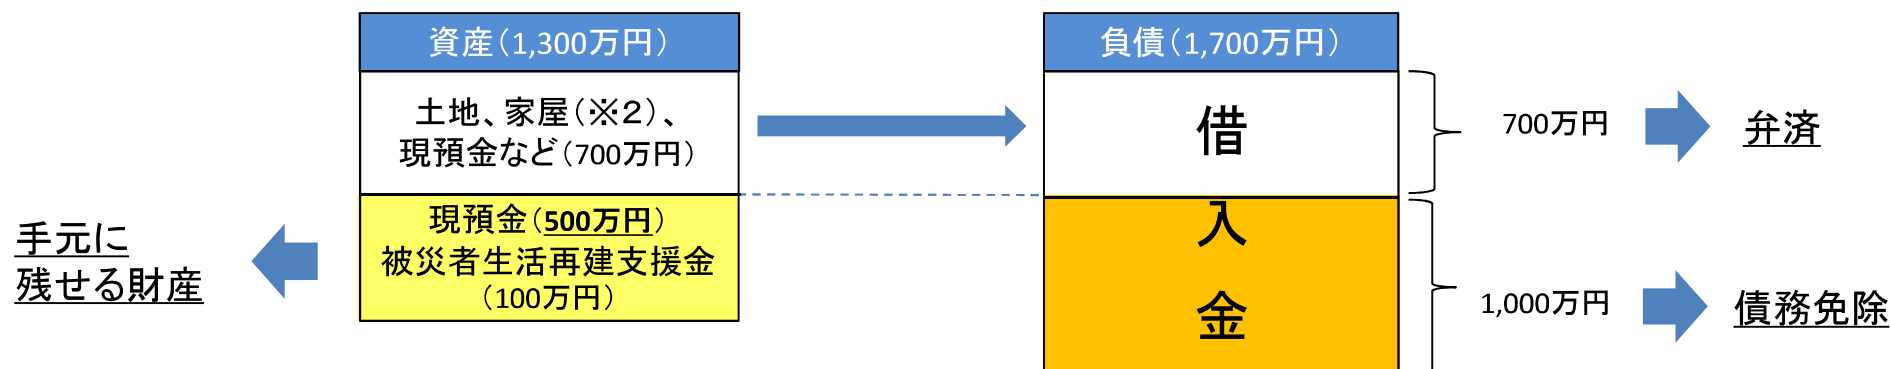 資産（1,300万円）
土地、家屋（※２）、
現預金など（700万円）
現預金（500万円）
被災者生活再建支援金
（100万円）
手元に
残せる財産
負債（1,700万円）
借
入
金
700万円
弁済
1,000万円
債務免除